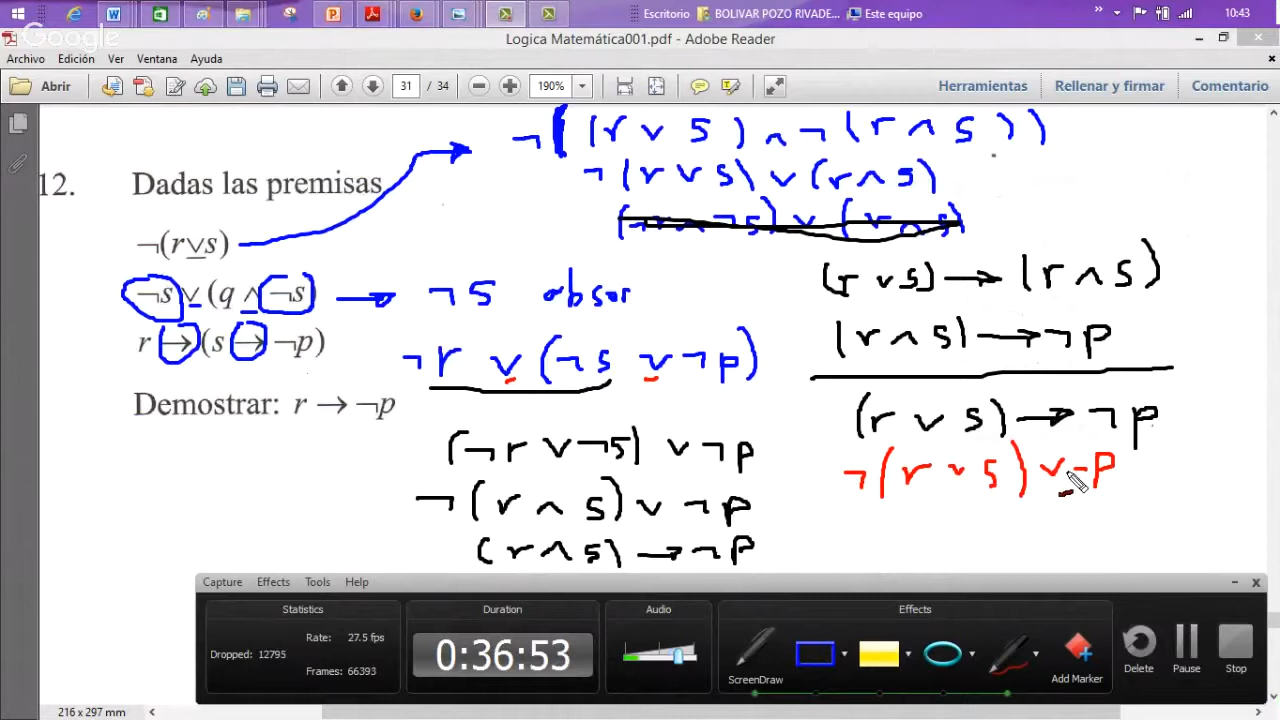 Escritorio » BOLIVAR POZO RIVADE... » Este equipo » 10:43
Google
Logica Matemática001.pdf - Adobe Reader
Archivo Edición Ver Ventana Ayuda
Abrir 31 / 34 190% Herramientas Rellenar y firmar Comentario
¬((r ∨ s) ∧ ¬(r ∧ s))
12. Dadas las premisas
¬(r ∨ s) ∨ (r ∧ s)
¬(r ⊻ s)
¬s ∨ (q ∧ ¬s) → ¬s absor
(r ∨ s) → (r ∧ s)
r → (s → ¬p)
(r ∧ s) → ¬p
¬r ∨ (¬s ∨ ¬p)
Demostrar: r → ¬p
(r ∨ s) → ¬p
(¬r ∨ ¬s) ∨ ¬p
¬(r ∨ s) ∨ ¬p
¬(r ∧ s) ∨ ¬p
(r ∧ s) → ¬p
Capture Effects Tools Help
Statistics Duration Audio Effects
Rate: 27.5 fps
Dropped: 12795
Frames: 66393
0:36:53
ScreenDraw Add Marker Delete Pause Stop
216 x 297 mm